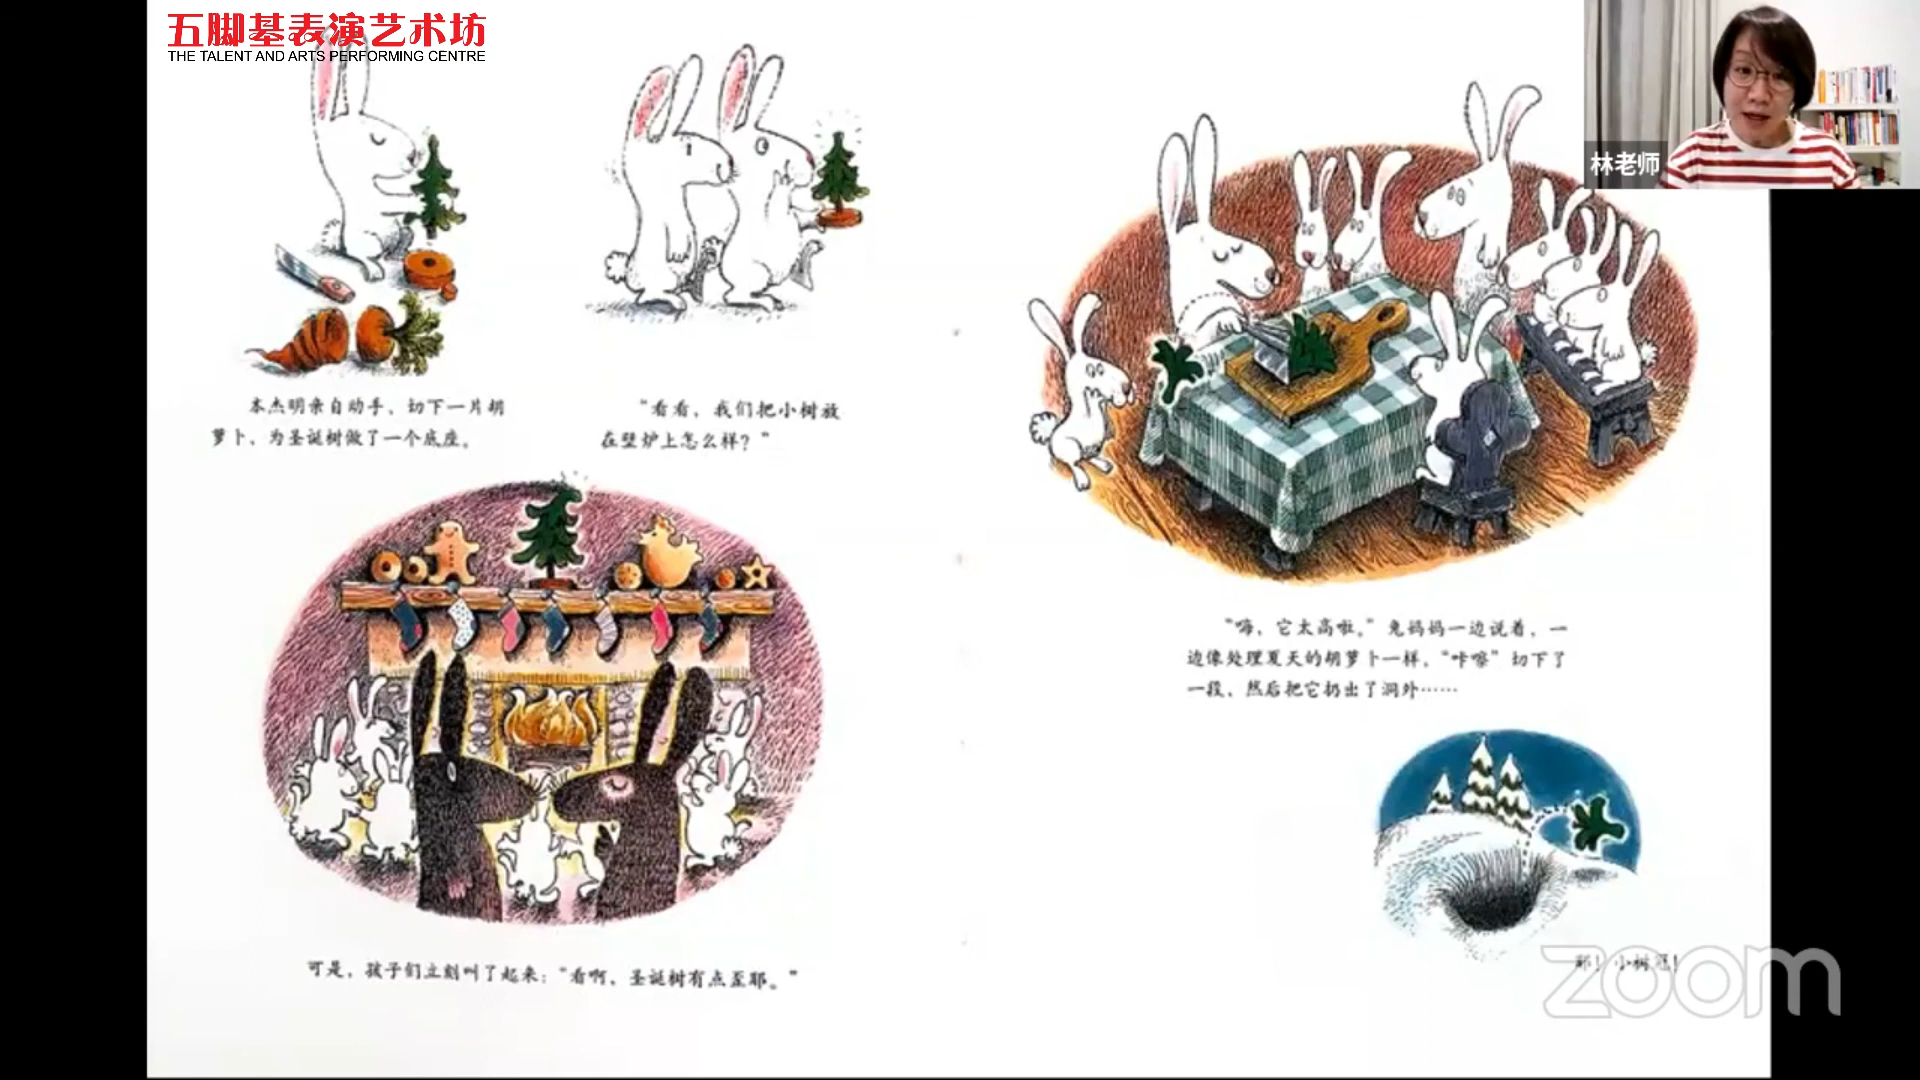 五脚基表演艺术坊
THE TALENT AND ARTS PERFORMING CENTRE
林老师
本杰明亲自动手，切下一片胡
萝卜，为圣诞树做了一个底座。
“看看，我们把小树放
在壁炉上怎么样？”
可是，孩子们立刻叫了起来：“看啊，圣诞树有点歪耶。”
“嗨，它太高啦。”兔妈妈一边说着，一
边像处理夏天的胡萝卜一样，“咔嚓”切下了
一段，然后把它扔出了洞外……
耶！小树冠！
zoom